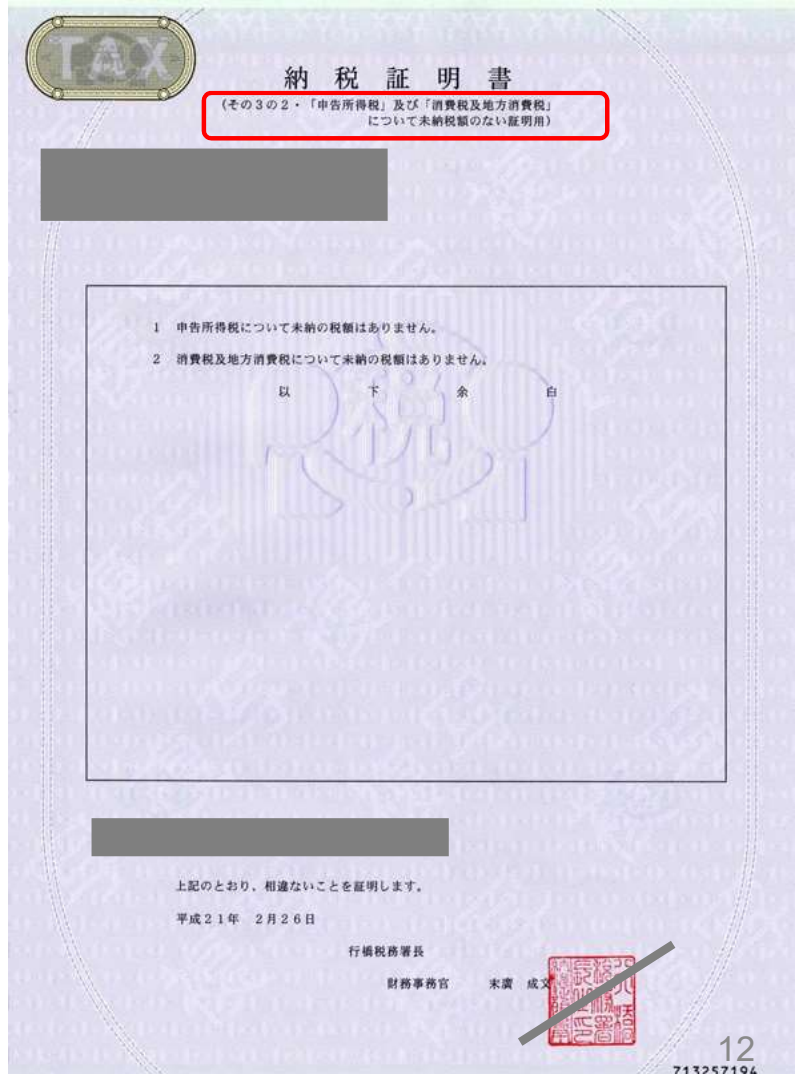 TAX
納税証明書
(その3の2・「申告所得税」及び「消費税及地方消費税」
について未納税額のない証明用)
1 申告所得税について未納の税額はありません。
2 消費税及地方消費税について未納の税額はありません。
以 下 余 白
税
上記のとおり、相違ないことを証明します。
平成21年 2月26日
行橋税務署長
財務事務官 末廣 成文
12
713257194